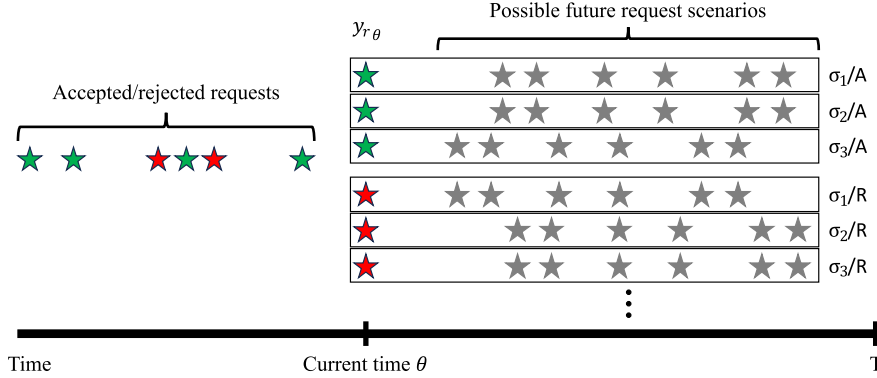 Possible future request scenarios
y_{r_θ}
σ₁/A
Accepted/rejected requests
σ₂/A
σ₃/A
σ₁/R
σ₂/R
σ₃/R
Time
Current time θ
T